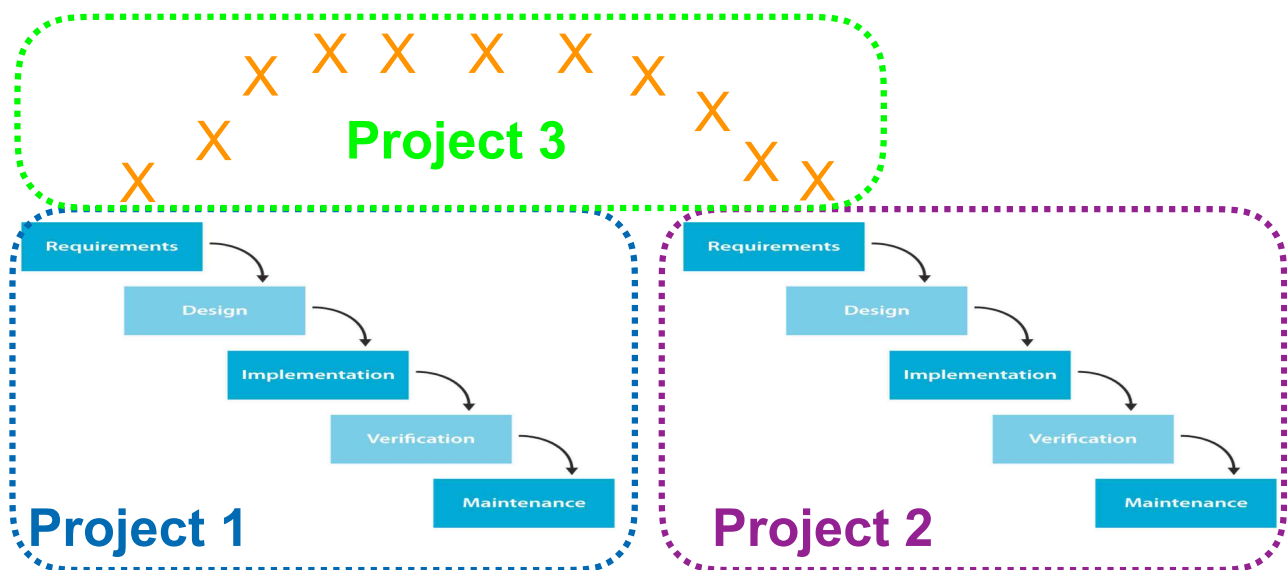 X X X X X X X X X X X
Project 3
Requirements
Design
Implementation
Verification
Maintenance
Project 1
Requirements
Design
Implementation
Verification
Maintenance
Project 2